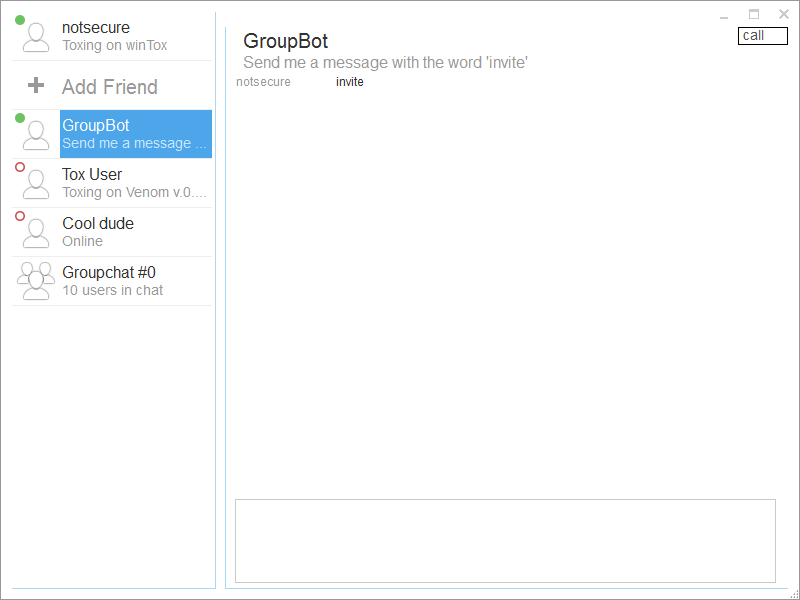 notsecure
Toxing on winTox
Add Friend
GroupBot
Send me a message ...
Tox User
Toxing on Venom v.0....
Cool dude
Online
Groupchat #0
10 users in chat
call
GroupBot
Send me a message with the word 'invite'
notsecure invite